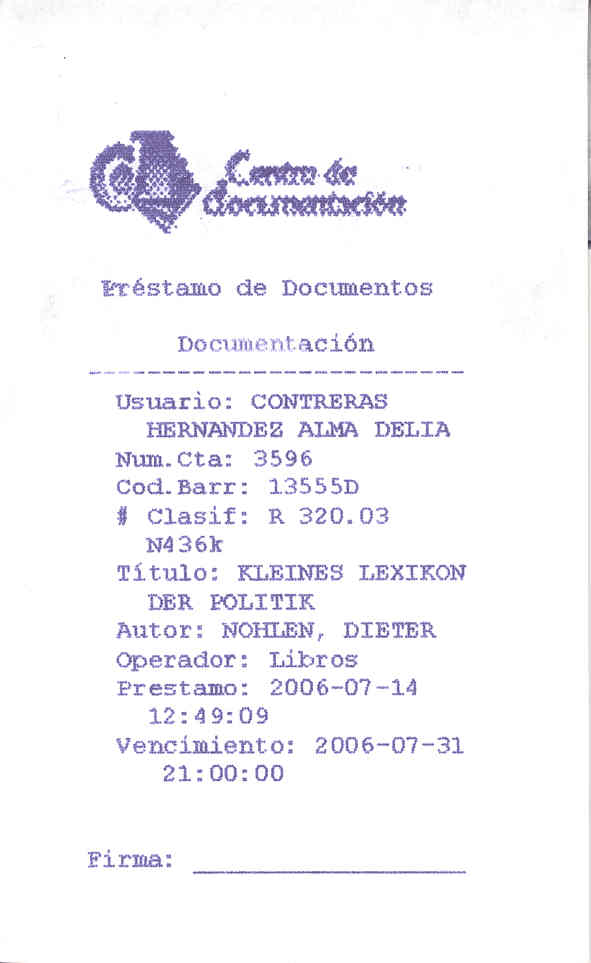 Centro de
documentación
Préstamo de Documentos
Documentación
-------------------------
Usuario: CONTRERAS
HERNANDEZ ALMA DELIA
Num.Cta: 3596
Cod.Barr: 13555D
# Clasif: R 320.03
N436k
Título: KLEINES LEXIKON
DER POLITIK
Autor: NOHLEN, DIETER
Operador: Libros
Prestamo: 2006-07-14
12:49:09
Vencimiento: 2006-07-31
21:00:00
Firma: __________________